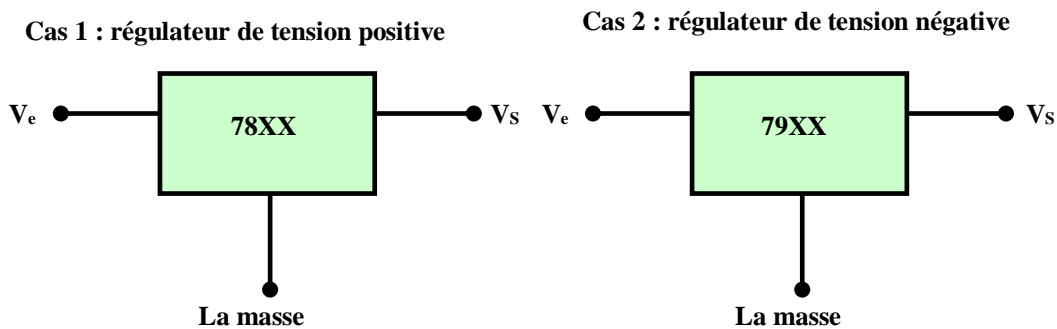 Cas 1 : régulateur de tension positive
Cas 2 : régulateur de tension négative
Ve 78XX VS
Ve 79XX VS
La masse
La masse